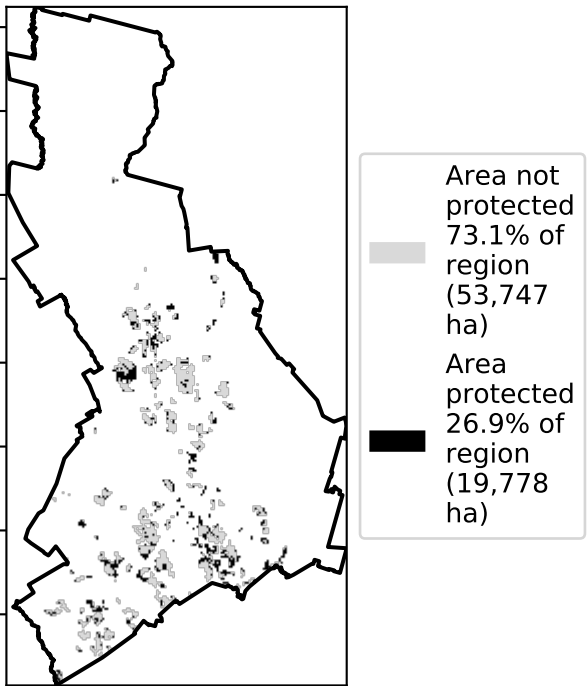 Area not
protected
73.1% of
region
(53,747
ha)
Area
protected
26.9% of
region
(19,778
ha)